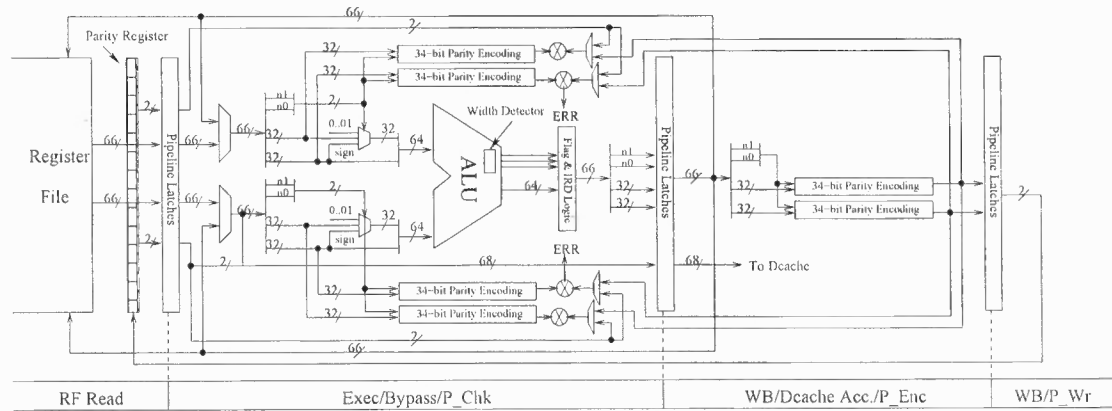 66
2
Parity Register
32
34-bit Parity Encoding
32
34-bit Parity Encoding
n1
n0
2
ERR
2
66
66
0..01
32
64
Width Detector
32
32
sign
Register
File
Pipeline Latches
ALU
64
Flag & IRD Logic
66
n1
n0
32
32
Pipeline Latches
66
n1
n0
32
34-bit Parity Encoding
32
34-bit Parity Encoding
Pipeline Latches
2
66
66
66
n1
n0
2
0..01
32
64
32
32
sign
ERR
2
2
68
68
To Dcache
32
34-bit Parity Encoding
32
34-bit Parity Encoding
2
66
RF Read
Exec/Bypass/P_Chk
WB/Dcache Acc./P_Enc
WB/P_Wr